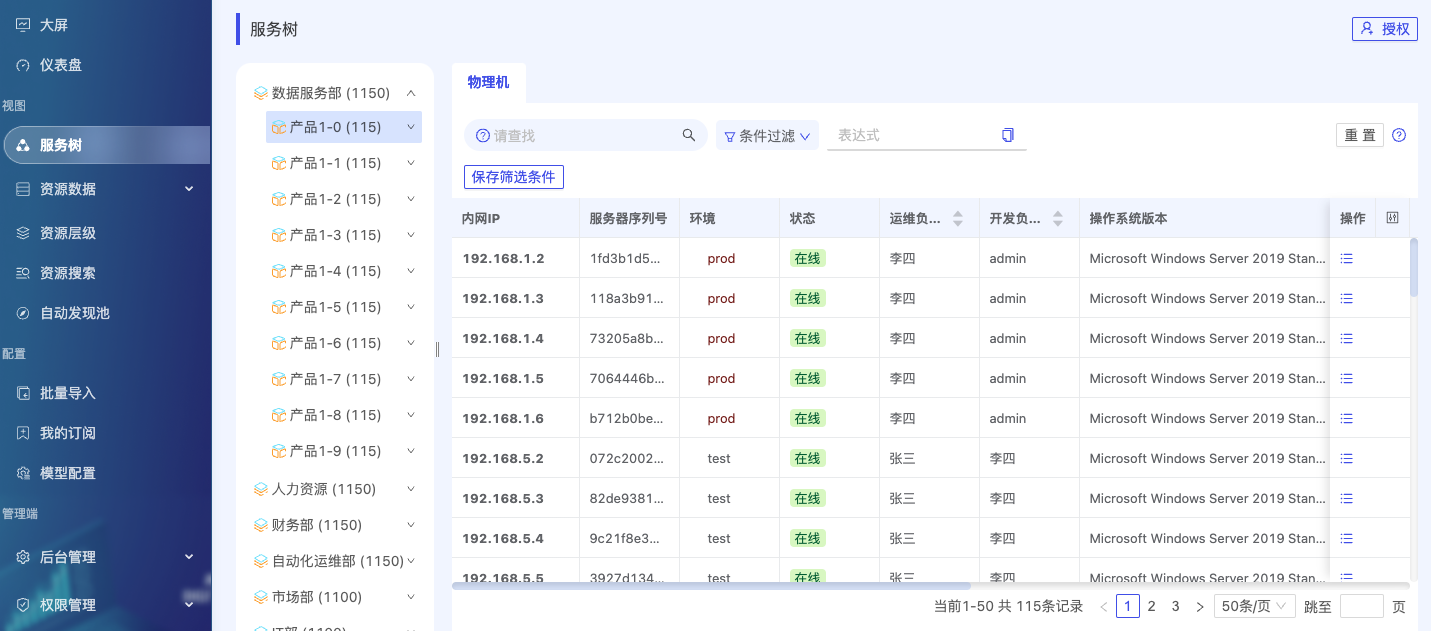 大屏
仪表盘
视图
服务树
资源数据
资源层级
资源搜索
自动发现池
配置
批量导入
我的订阅
模型配置
管理端
后台管理
权限管理
服务树
授权
数据服务部 (1150)
产品1-0 (115)
产品1-1 (115)
产品1-2 (115)
产品1-3 (115)
产品1-4 (115)
产品1-5 (115)
产品1-6 (115)
产品1-7 (115)
产品1-8 (115)
产品1-9 (115)
人力资源 (1150)
财务部 (1150)
自动化运维部 (1150)
市场部 (1100)
IT部 (1100)
物理机
请查找 条件过滤 表达式 重 置
保存筛选条件
内网IP 服务器序列号 环境 状态 运维负... 开发负... 操作系统版本 操作
192.168.1.2 1fd3b1d5... prod 在线 李四 admin Microsoft Windows Server 2019 Stan...
192.168.1.3 118a3b91... prod 在线 李四 admin Microsoft Windows Server 2019 Stan...
192.168.1.4 73205a8b... prod 在线 李四 admin Microsoft Windows Server 2019 Stan...
192.168.1.5 7064446b... prod 在线 李四 admin Microsoft Windows Server 2019 Stan...
192.168.1.6 b712b0be... prod 在线 李四 admin Microsoft Windows Server 2019 Stan...
192.168.5.2 072c2002... test 在线 张三 李四 Microsoft Windows Server 2019 Stan...
192.168.5.3 82de9381... test 在线 张三 李四 Microsoft Windows Server 2019 Stan...
192.168.5.4 9c21f8e3... test 在线 张三 李四 Microsoft Windows Server 2019 Stan...
192.168.5.5 3927d134... test 在线 张三 李四 Microsoft Windows Server 2019 Stan...
当前1-50 共 115条记录 < 1 2 3 > 50条/页 跳至 页